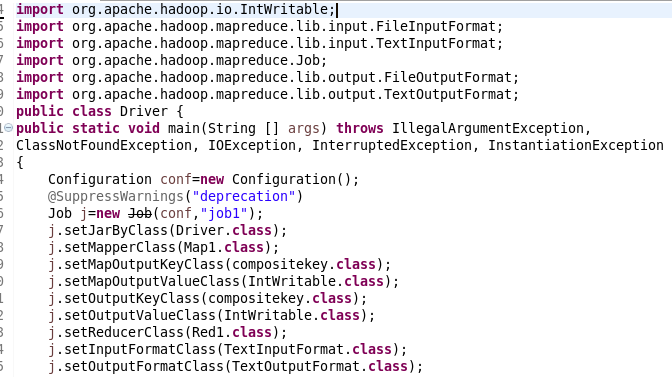 import org.apache.hadoop.io.IntWritable;
import org.apache.hadoop.mapreduce.lib.input.FileInputFormat;
import org.apache.hadoop.mapreduce.lib.input.TextInputFormat;
import org.apache.hadoop.mapreduce.Job;
import org.apache.hadoop.mapreduce.lib.output.FileOutputFormat;
import org.apache.hadoop.mapreduce.lib.output.TextOutputFormat;
public class Driver {
public static void main(String [] args) throws IllegalArgumentException,
ClassNotFoundException, IOException, InterruptedException, InstantiationException
{
    Configuration conf=new Configuration();
    @SuppressWarnings("deprecation")
    Job j=new Job(conf,"job1");
    j.setJarByClass(Driver.class);
    j.setMapperClass(Map1.class);
    j.setMapOutputKeyClass(compositekey.class);
    j.setMapOutputValueClass(IntWritable.class);
    j.setOutputKeyClass(compositekey.class);
    j.setOutputValueClass(IntWritable.class);
    j.setReducerClass(Red1.class);
    j.setInputFormatClass(TextInputFormat.class);
    j.setOutputFormatClass(TextOutputFormat.class);